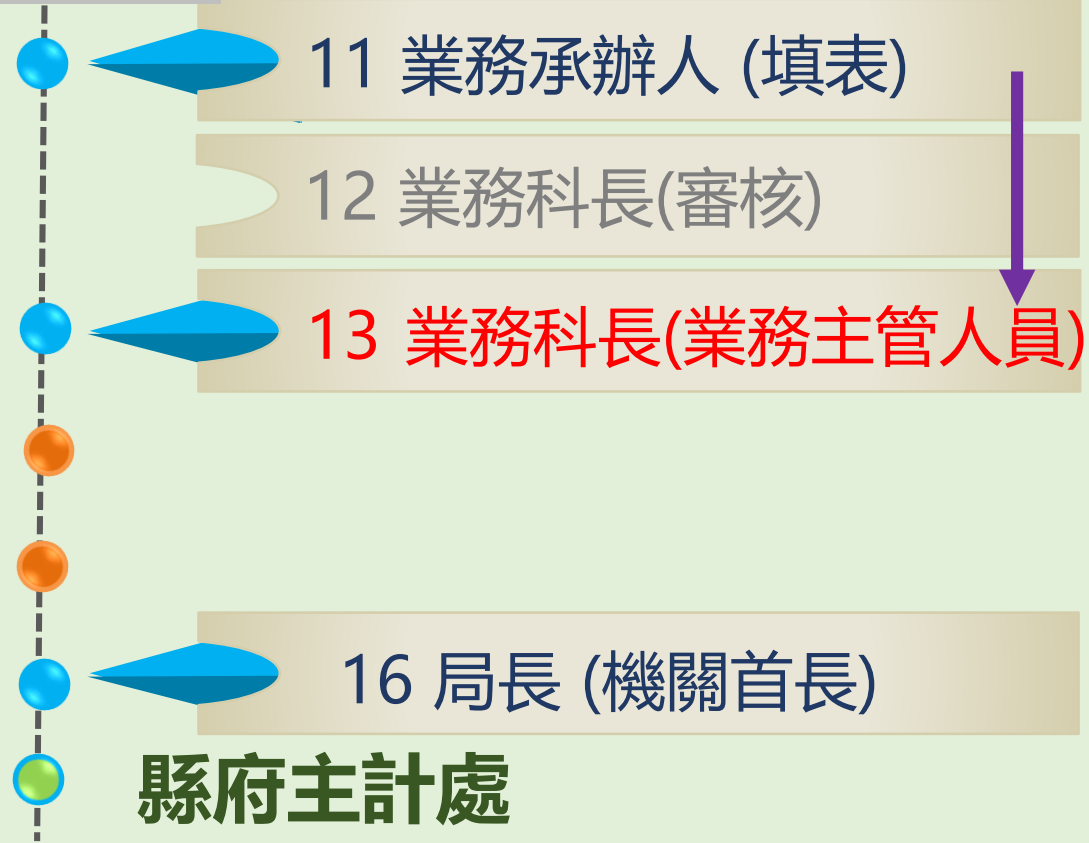 11 業務承辦人 (填表)
12 業務科長(審核)
13 業務科長(業務主管人員)
16 局長 (機關首長)
縣府主計處